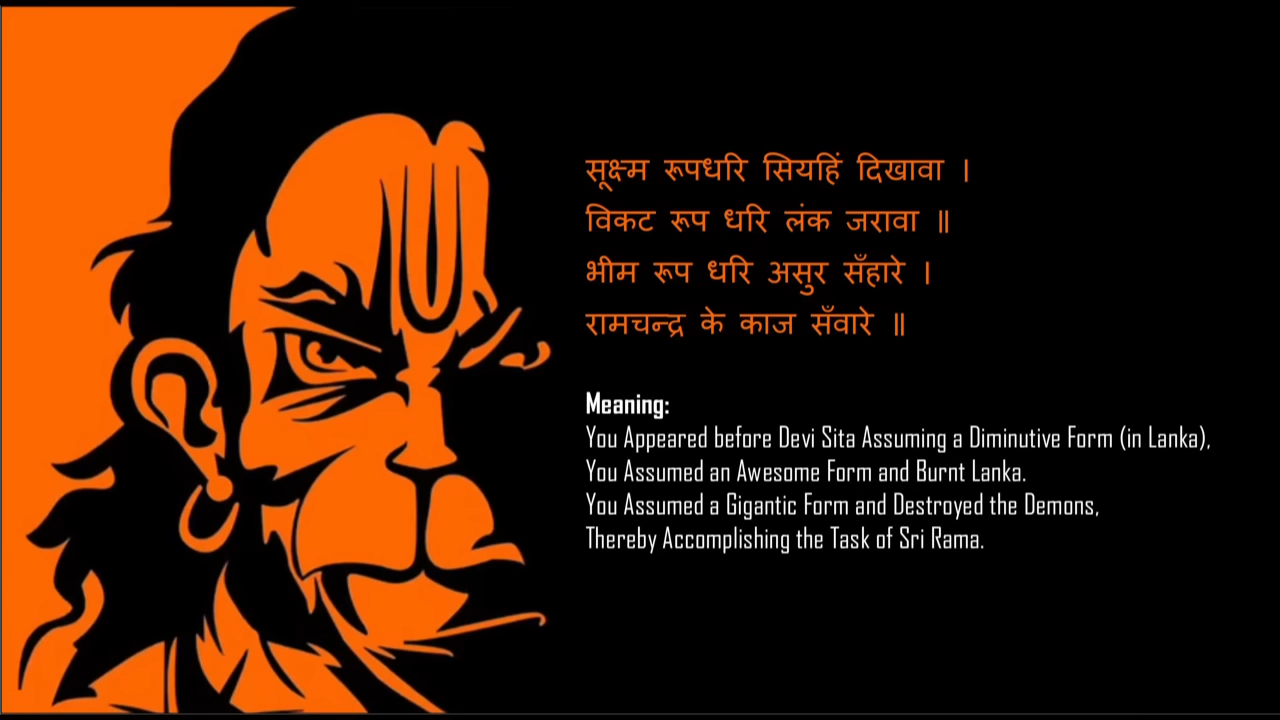 सूक्ष्म रूपधरि सियहिं दिखावा ।
विकट रूप धरि लंक जरावा ॥
भीम रूप धरि असुर सँहारे ।
रामचन्द्र के काज सँवारे ॥
Meaning:
You Appeared before Devi Sita Assuming a Diminutive Form (in Lanka),
You Assumed an Awesome Form and Burnt Lanka.
You Assumed a Gigantic Form and Destroyed the Demons,
Thereby Accomplishing the Task of Sri Rama.